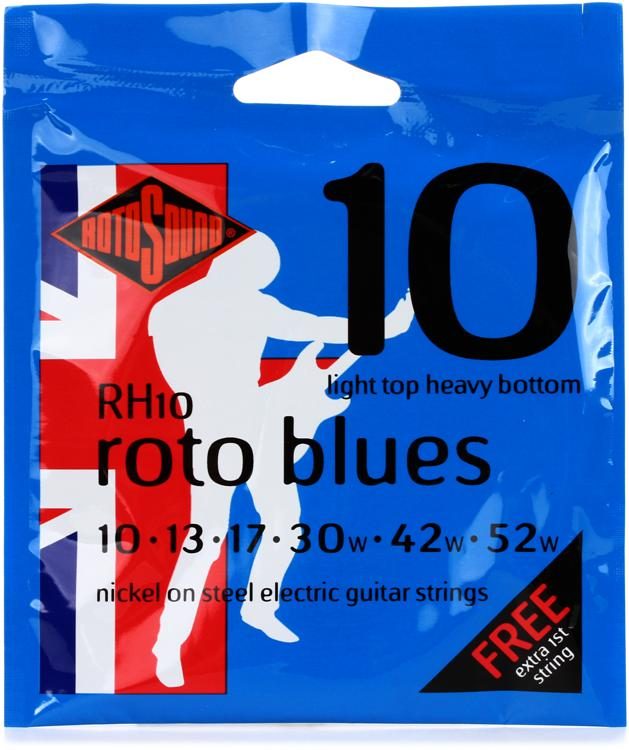 ROTOSOUND®
10
light top heavy bottom
RH10
roto blues
10 · 13 · 17 · 30w · 42w · 52w
nickel on steel electric guitar strings
FREE
extra 1st
string